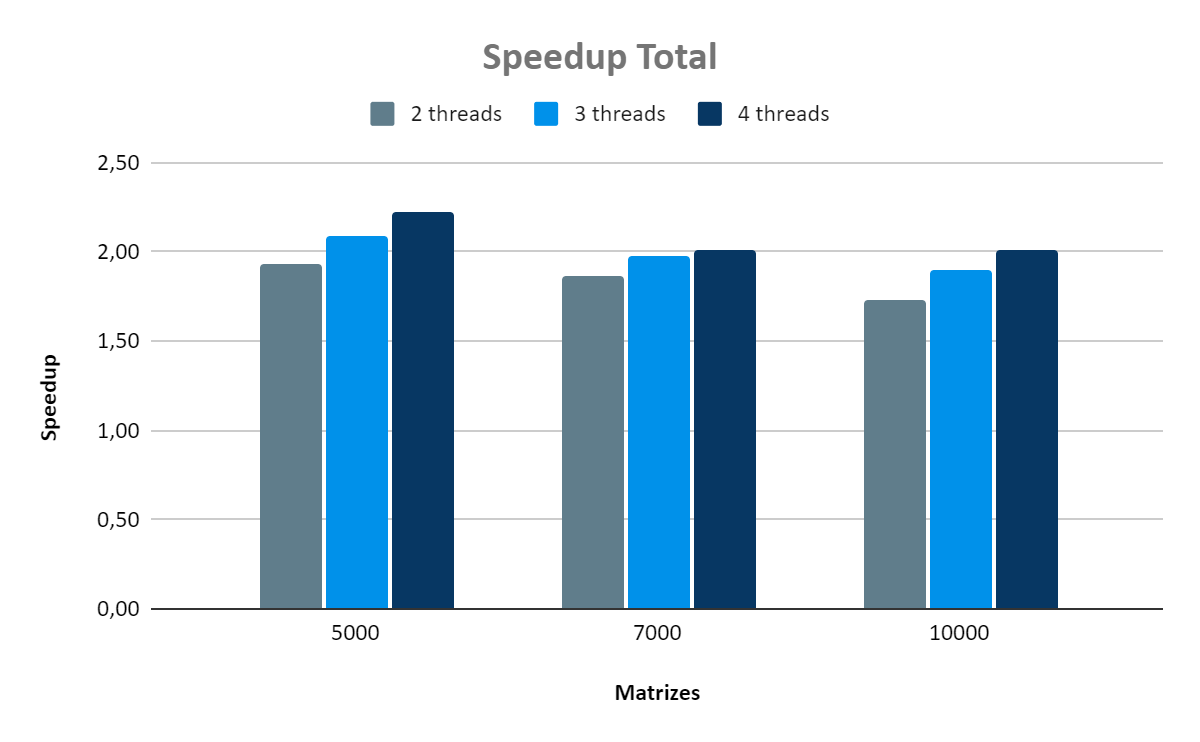 Speedup Total
2 threads 3 threads 4 threads
2,50
2,00
1,50
1,00
0,50
0,00
Speedup
5000 7000 10000
Matrizes